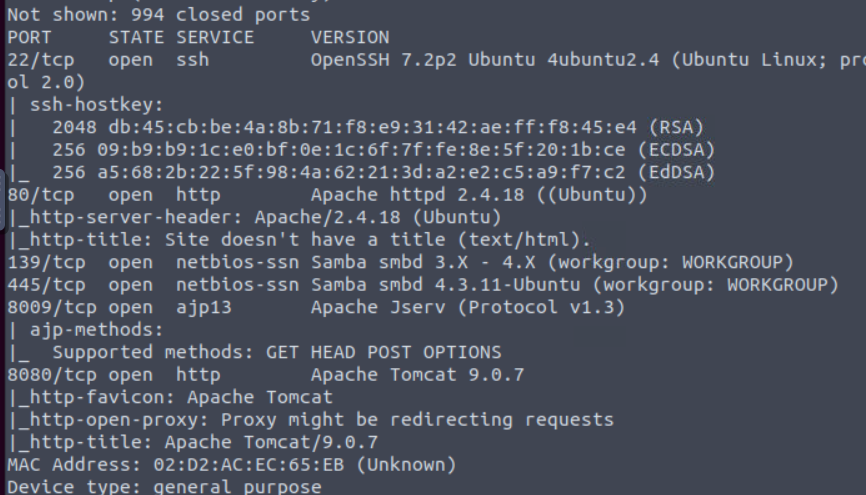 Not shown: 994 closed ports
PORT     STATE SERVICE     VERSION
22/tcp   open  ssh         OpenSSH 7.2p2 Ubuntu 4ubuntu2.4 (Ubuntu Linux;
ol 2.0)
| ssh-hostkey:
|   2048 db:45:cb:be:4a:8b:71:f8:e9:31:42:ae:ff:f8:45:e4 (RSA)
|   256 09:b9:b9:1c:e0:bf:0e:1c:6f:7f:fe:8e:5f:20:1b:ce (ECDSA)
|_  256 a5:68:2b:22:5f:98:4a:62:21:3d:a2:e2:c5:a9:f7:c2 (EdDSA)
80/tcp   open  http        Apache httpd 2.4.18 ((Ubuntu))
|_http-server-header: Apache/2.4.18 (Ubuntu)
|_http-title: Site doesn't have a title (text/html).
139/tcp  open  netbios-ssn Samba smbd 3.X - 4.X (workgroup: WORKGROUP)
445/tcp  open  netbios-ssn Samba smbd 4.3.11-Ubuntu (workgroup: WORKGROUP)
8009/tcp open  ajp13       Apache Jserv (Protocol v1.3)
| ajp-methods:
|_  Supported methods: GET HEAD POST OPTIONS
8080/tcp open  http        Apache Tomcat 9.0.7
|_http-favicon: Apache Tomcat
|_http-open-proxy: Proxy might be redirecting requests
|_http-title: Apache Tomcat/9.0.7
MAC Address: 02:D2:AC:EC:65:EB (Unknown)
Device type: general purpose